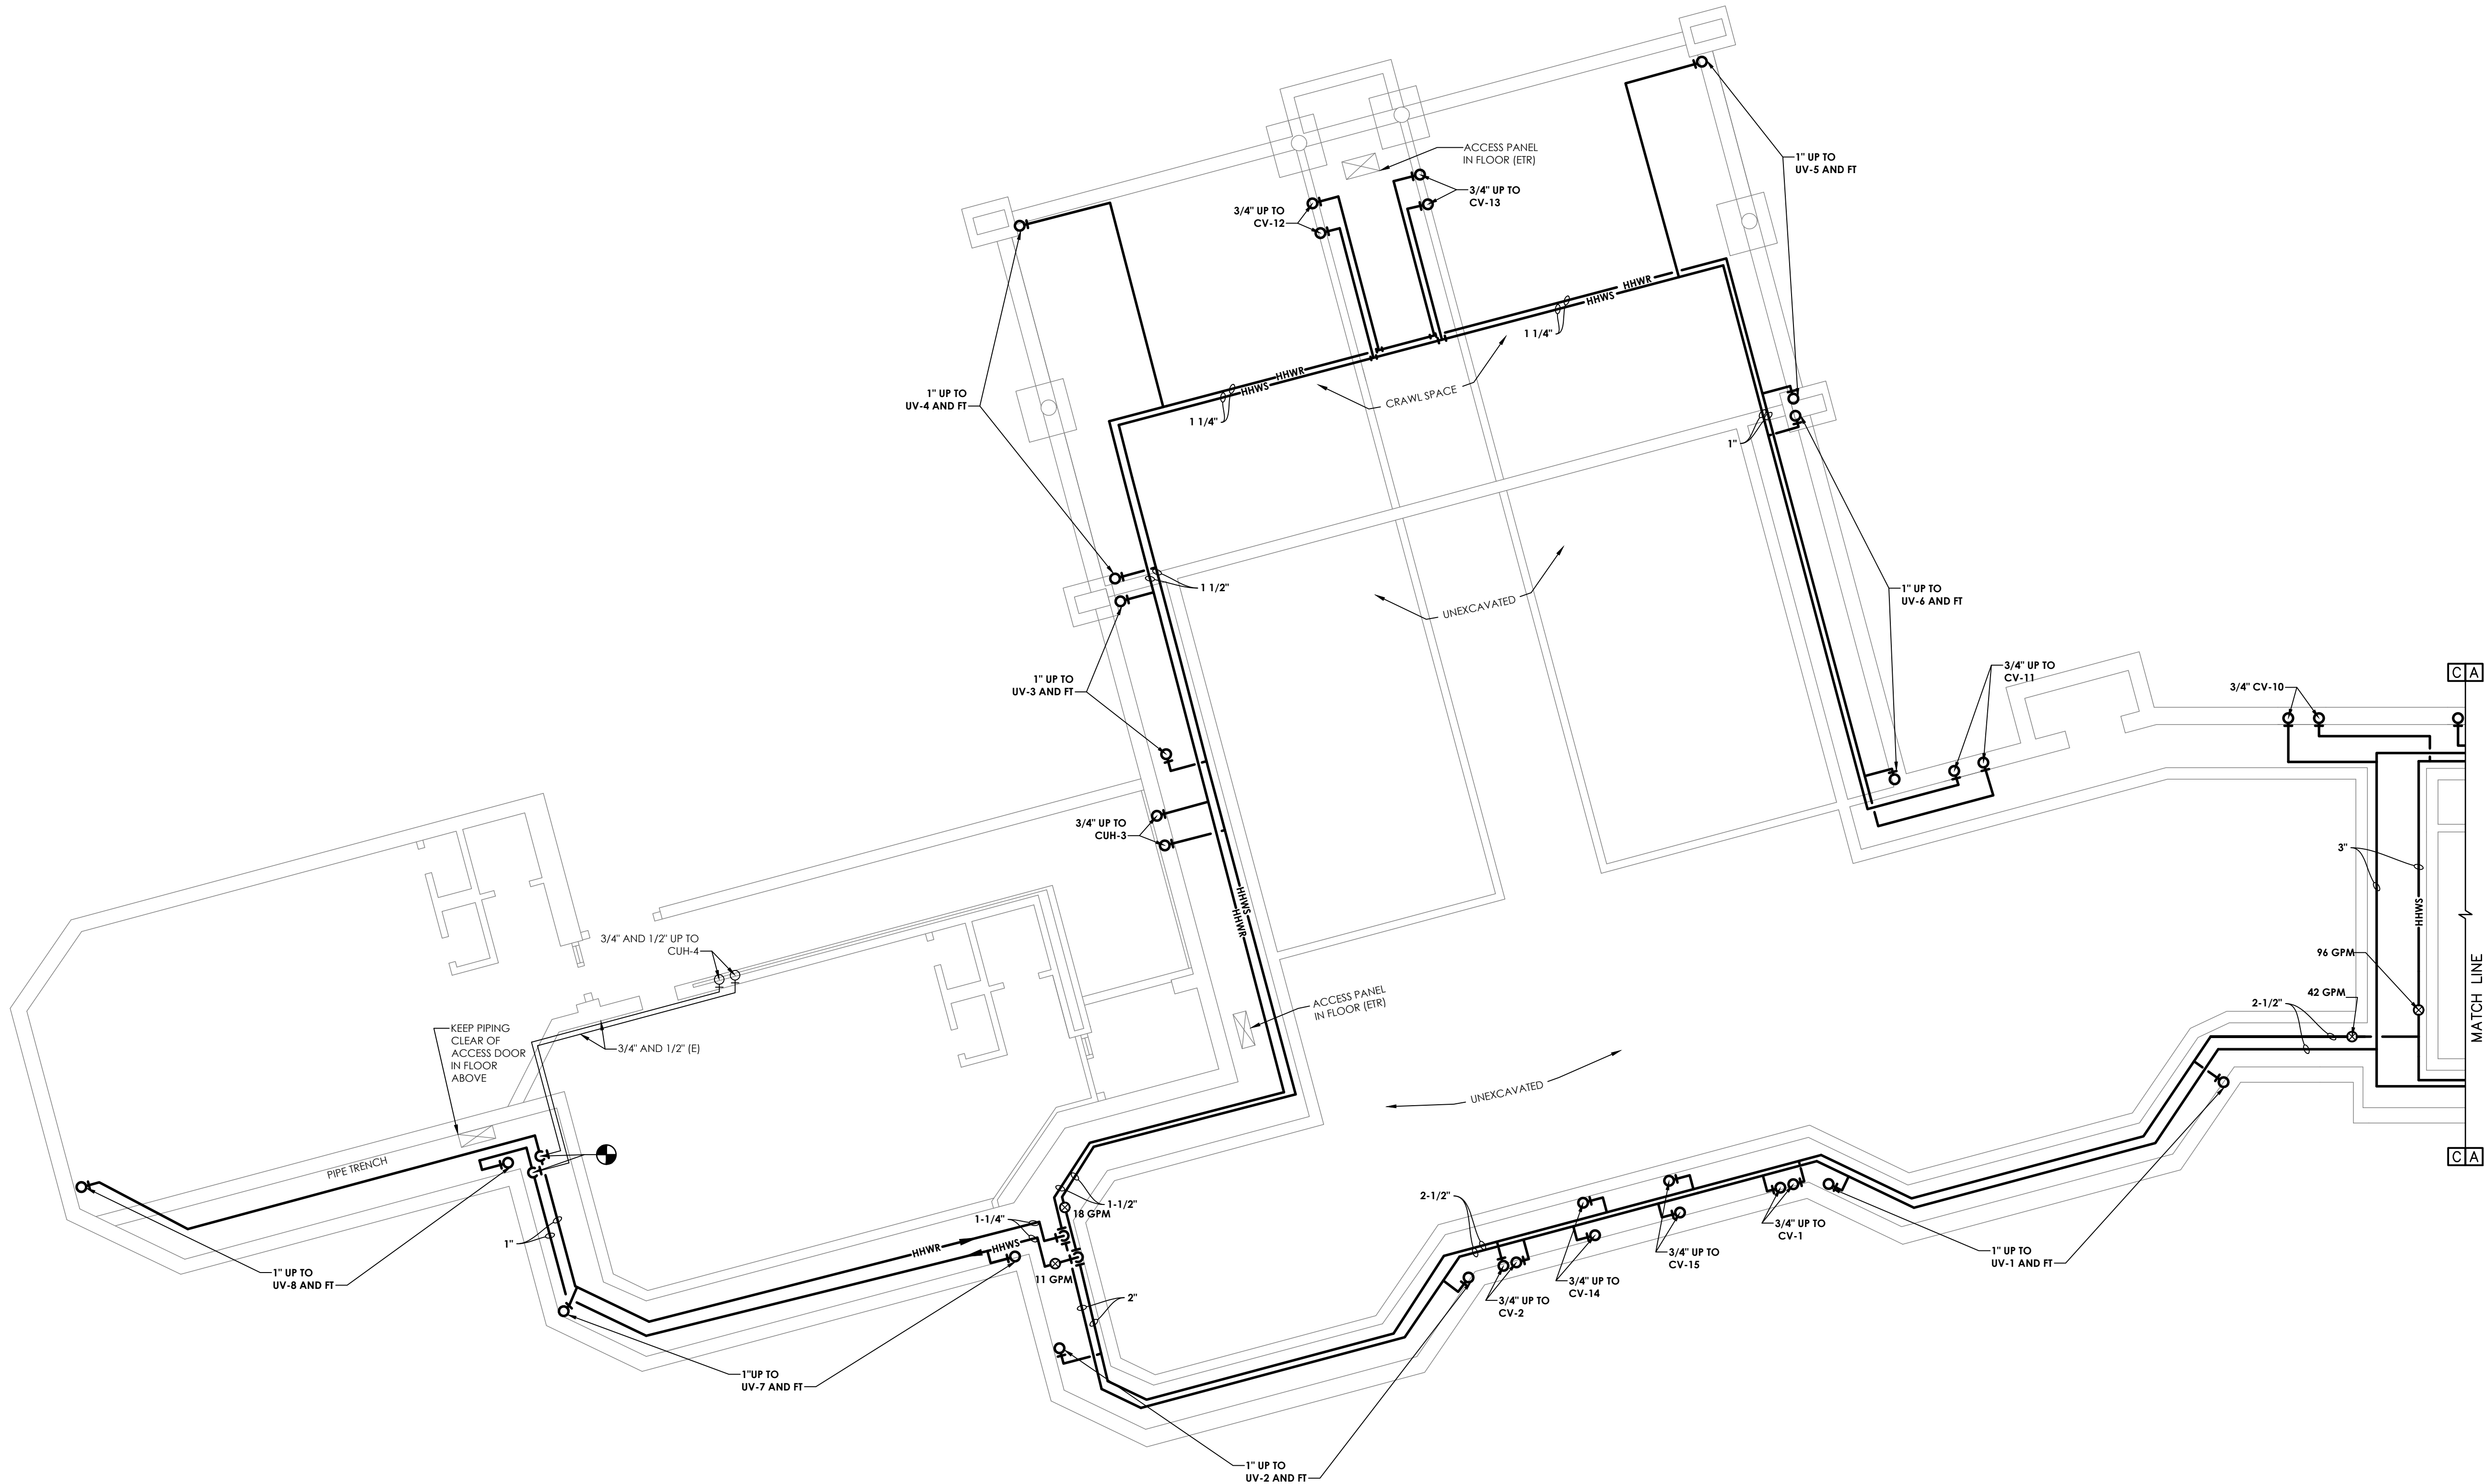 ACCESS PANEL
IN FLOOR (ETR)
1" UP TO
UV-5 AND FT
3/4" UP TO
CV-13
3/4" UP TO
CV-12
HHWR
HHWS
1 1/4"
HHWR
HHWS
1 1/4"
CRAWL SPACE
1" UP TO
UV-4 AND FT
1"
1 1/2"
UNEXCAVATED
1" UP TO
UV-6 AND FT
1" UP TO
UV-3 AND FT
3/4" UP TO
CV-11
C A
3/4" CV-10
3/4" UP TO
CUH-3
3"
HHWS
HHWR
HHWS
3/4" AND 1/2" UP TO
CUH-4
96 GPM
42 GPM
2-1/2"
MATCH LINE
ACCESS PANEL
IN FLOOR (ETR)
KEEP PIPING
CLEAR OF
ACCESS DOOR
IN FLOOR
ABOVE
3/4" AND 1/2" (E)
UNEXCAVATED
C A
PIPE TRENCH
1-1/2"
18 GPM
1-1/4"
2-1/2"
1"
HHWR
HHWS
11 GPM
3/4" UP TO
CV-1
1" UP TO
UV-1 AND FT
3/4" UP TO
CV-15
3/4" UP TO
CV-14
3/4" UP TO
CV-2
1" UP TO
UV-8 AND FT
2"
1"UP TO
UV-7 AND FT
1" UP TO
UV-2 AND FT